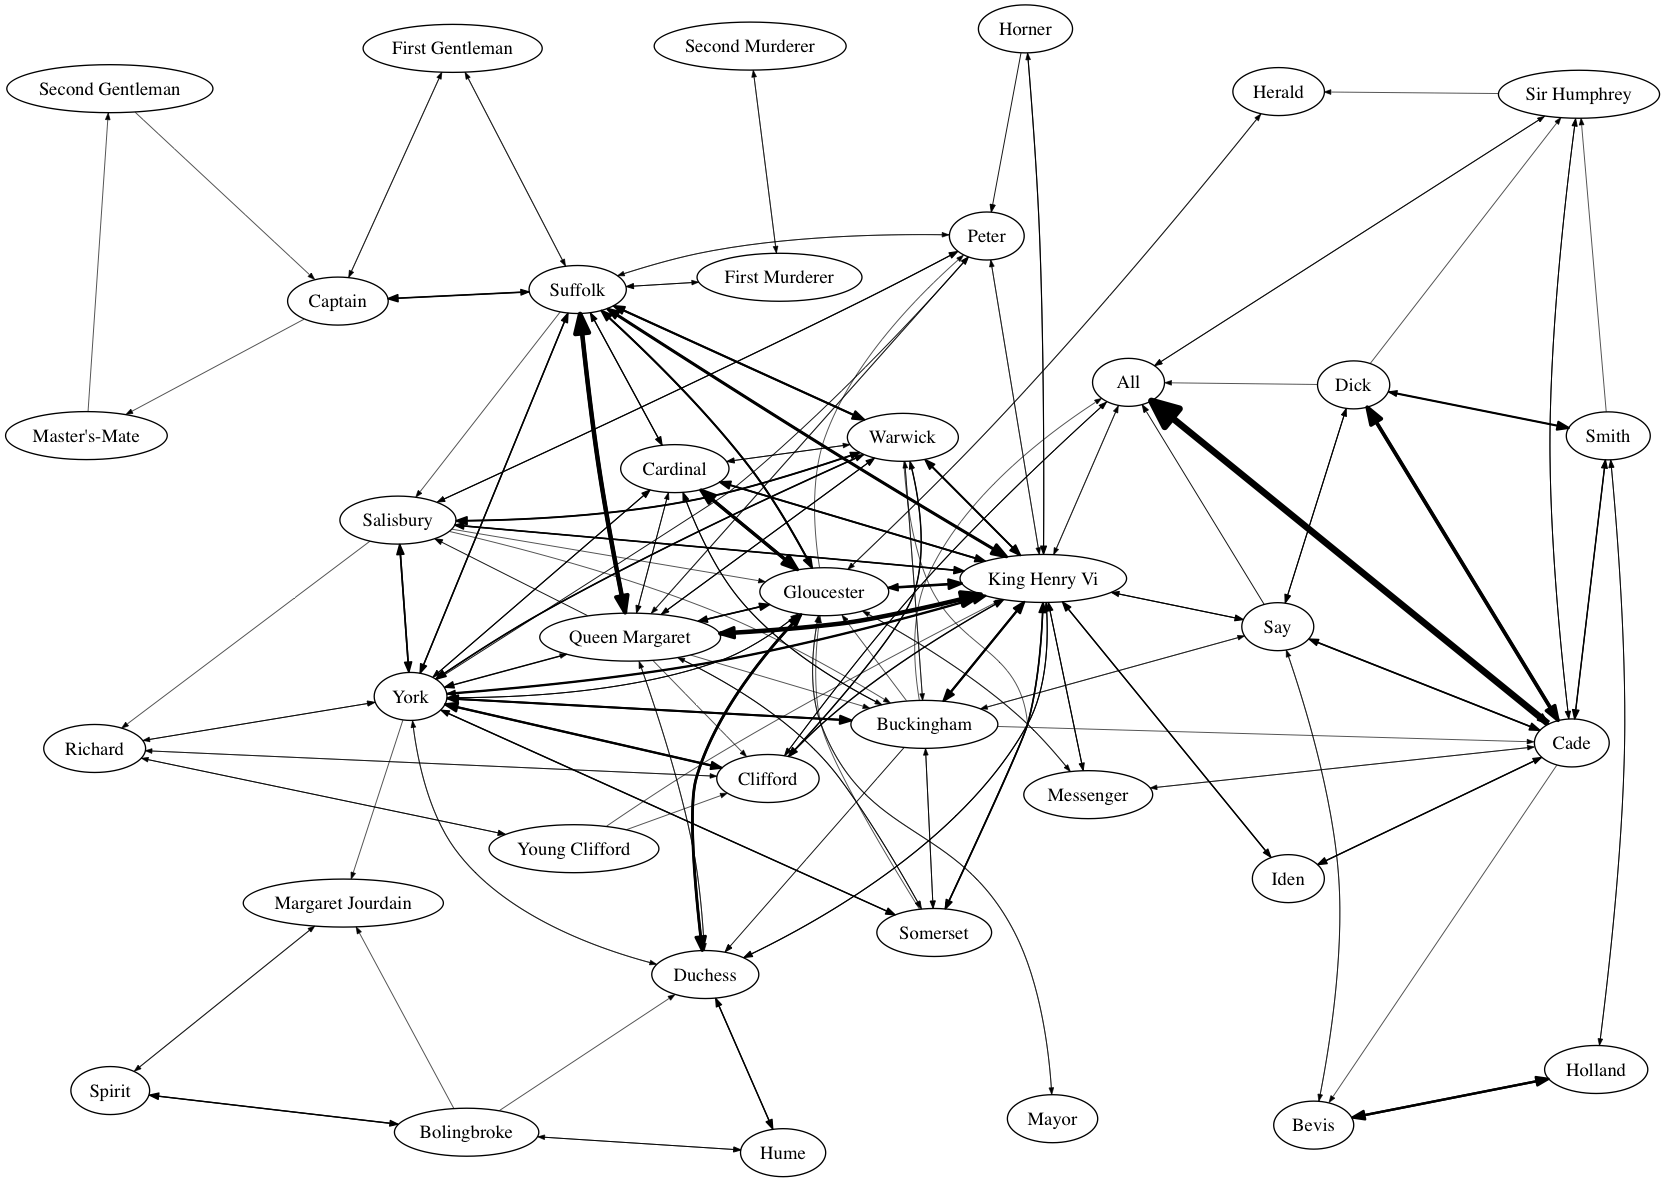 Horner
First Gentleman
Second Murderer
Second Gentleman
Herald
Sir Humphrey
Peter
First Murderer
Suffolk
Captain
All
Dick
Master's-Mate
Warwick
Smith
Cardinal
Salisbury
King Henry Vi
Gloucester
Queen Margaret
Say
York
Buckingham
Richard
Cade
Clifford
Messenger
Young Clifford
Iden
Margaret Jourdain
Somerset
Duchess
Holland
Spirit
Mayor
Bevis
Bolingbroke
Hume